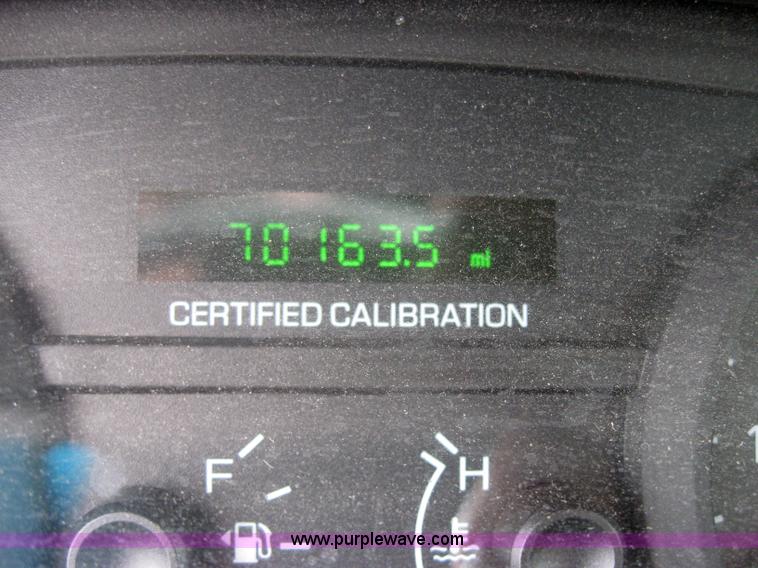 70163.5 mi
CERTIFIED CALIBRATION
F H
www.purplewave.com